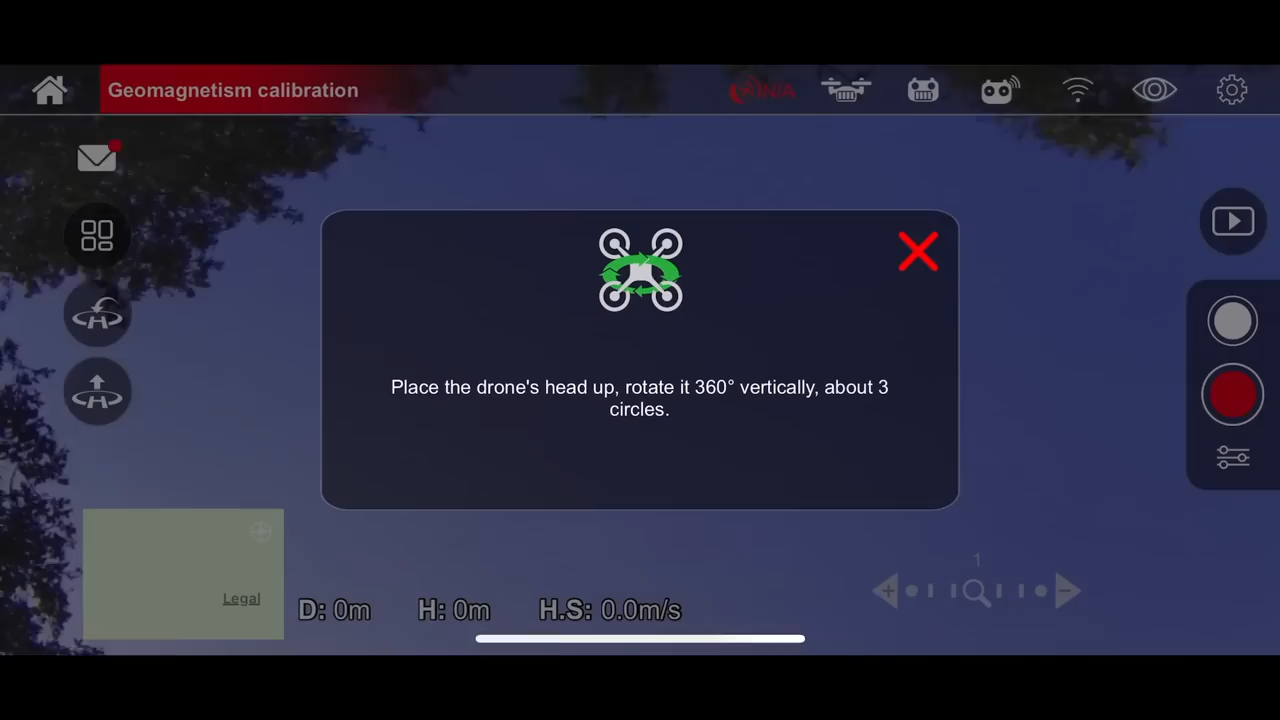 Geomagnetism calibration
N/A
Place the drone's head up, rotate it 360° vertically, about 3
circles.
1
Legal
D: 0m H: 0m H.S: 0.0m/s